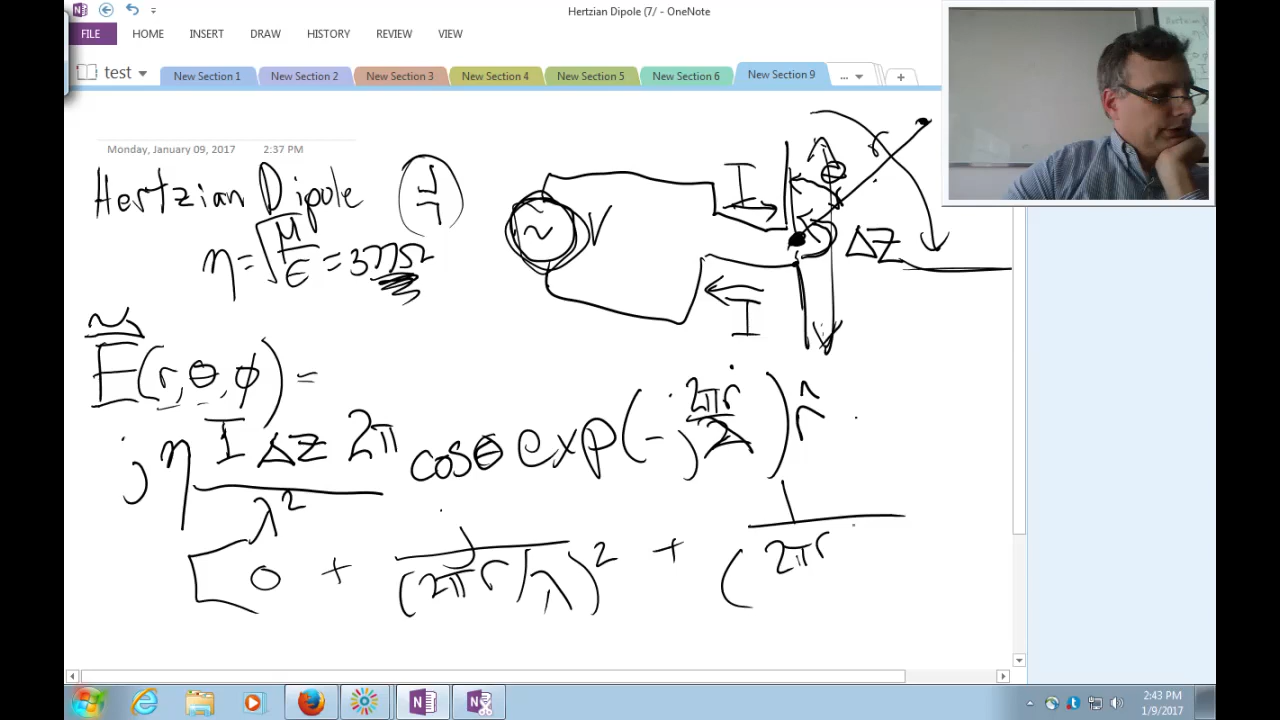 Hertzian Dipole (7/ - OneNote
FILE HOME INSERT DRAW HISTORY REVIEW VIEW
test New Section 1 New Section 2 New Section 3 New Section 4 New Section 5 New Section 6 New Section 9 ...
Monday, January 09, 2017 2:37 PM
Hertzian Dipole
η = √μ/ε = 377Ω
V
I
θ
ΔZ
I
E(r,θ,φ) =
jη I ΔZ 2π / λ² cosθ exp(-j 2πr/λ) r̂
[0 + 1/(2πr/λ)² + 1/(2πr
2:43 PM
1/9/2017